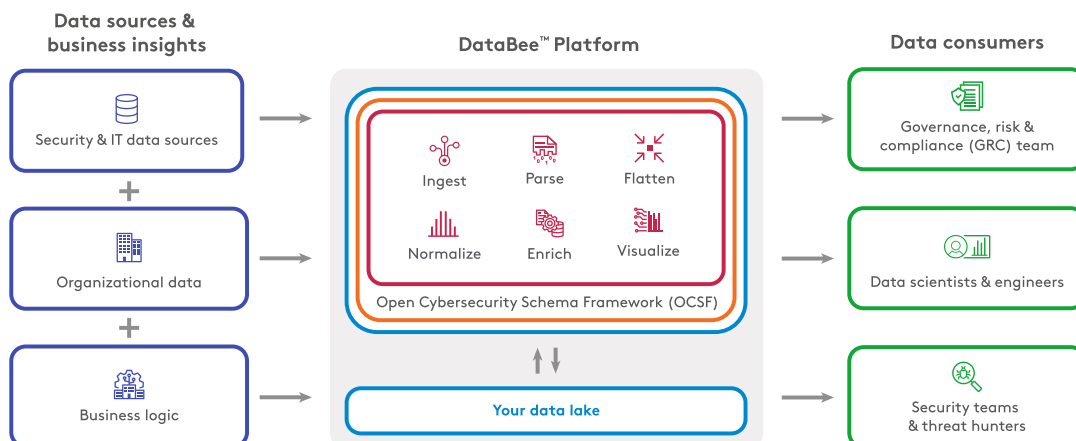 Data sources &
business insights
Security & IT data sources
+
Organizational data
+
Business logic
DataBee™ Platform
Ingest
Parse
Flatten
Normalize
Enrich
Visualize
Open Cybersecurity Schema Framework (OCSF)
Your data lake
Data consumers
Governance, risk &
compliance (GRC) team
Data scientists & engineers
Security teams
& threat hunters